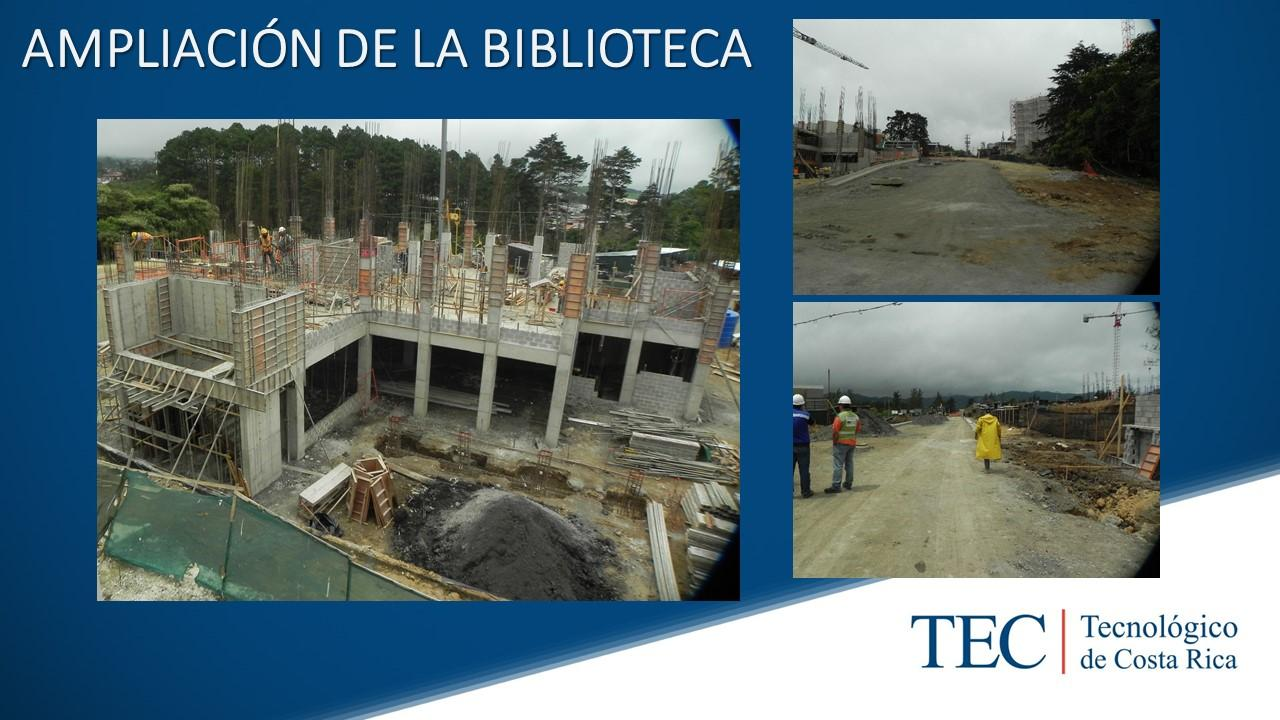 AMPLIACIÓN DE LA BIBLIOTECA
TEC
Tecnológico
de Costa Rica